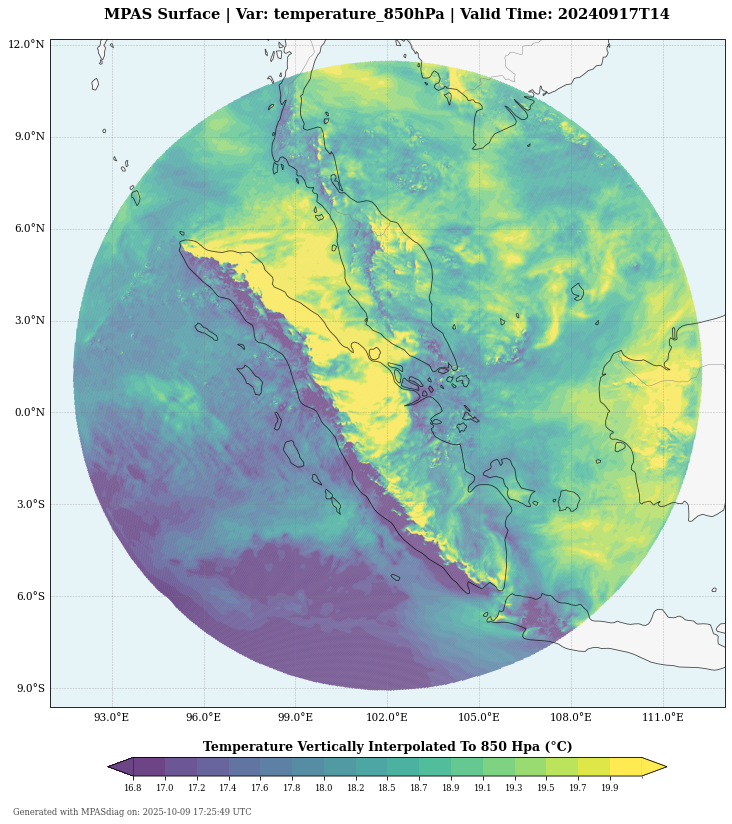 MPAS Surface | Var: temperature_850hPa | Valid Time: 20240917T14
12.0°N
9.0°N
6.0°N
3.0°N
0.0°N
3.0°S
6.0°S
9.0°S
93.0°E 96.0°E 99.0°E 102.0°E 105.0°E 108.0°E 111.0°E
Temperature Vertically Interpolated To 850 Hpa (°C)
16.8 17.0 17.2 17.4 17.6 17.8 18.0 18.2 18.5 18.7 18.9 19.1 19.3 19.5 19.7 19.9
Generated with MPASdiag on: 2025-10-09 17:25:49 UTC